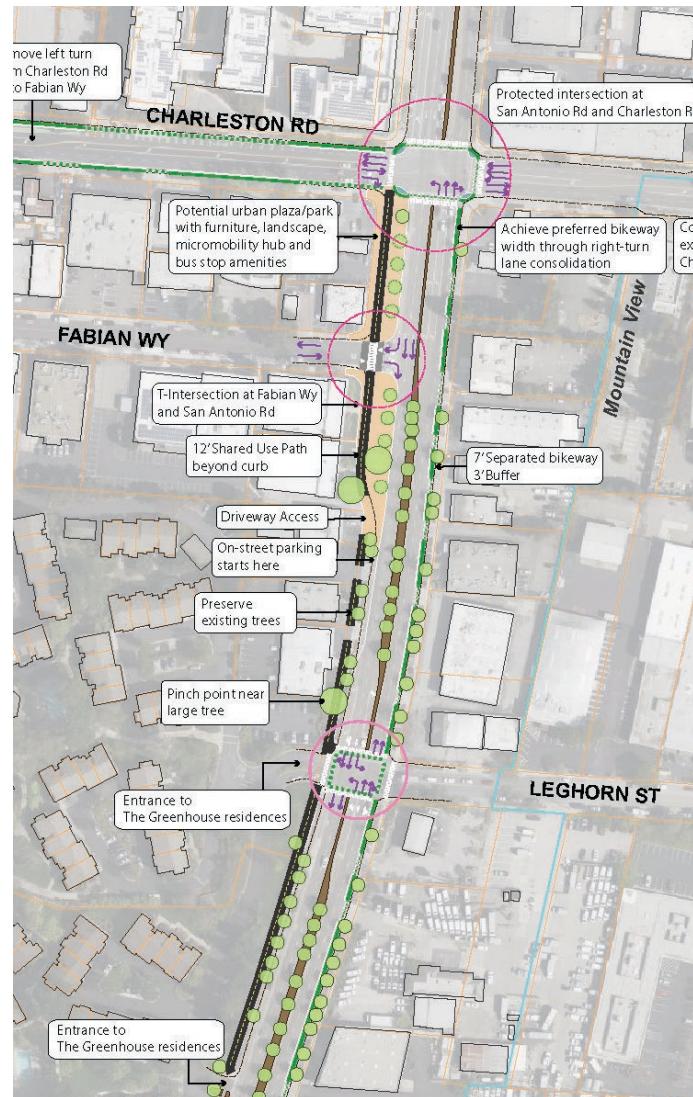 move left turn
m Charleston Rd
to Fabian Wy
CHARLESTON RD
Protected intersection at
San Antonio Rd and Charleston R
Potential urban plaza/park
with furniture, landscape,
micromobility hub and
bus stop amenities
Achieve preferred bikeway
width through right-turn
lane consolidation
Co
ex
Ch
Mountain View
FABIAN WY
T-Intersection at Fabian Wy
and San Antonio Rd
12' Shared Use Path
beyond curb
7' Separated bikeway
3' Buffer
Driveway Access
On-street parking
starts here
Preserve
existing trees
Pinch point near
large tree
LEGHORN ST
Entrance to
The Greenhouse residences
Entrance to
The Greenhouse residences